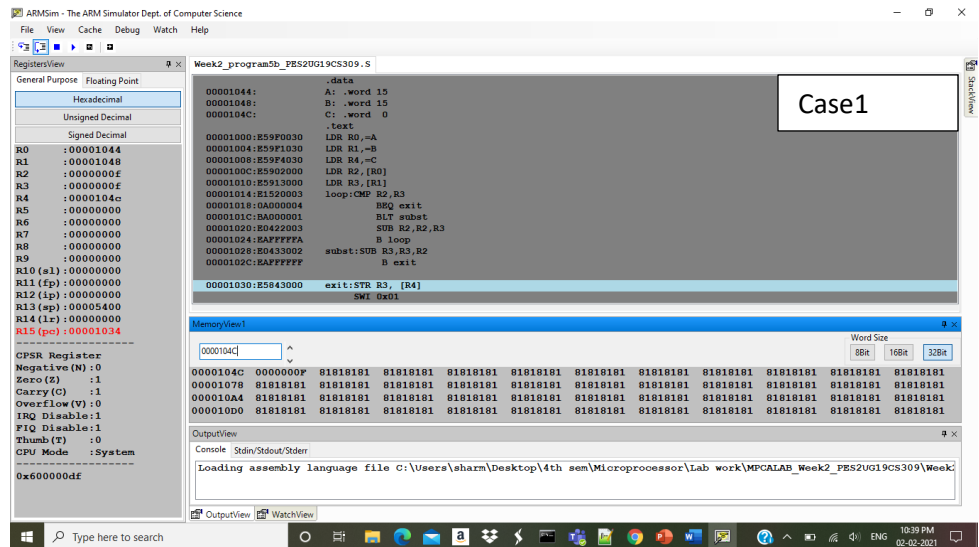 ARMSim - The ARM Simulator Dept. of Computer Science
File View Cache Debug Watch Help
RegistersView
General Purpose Floating Point
Hexadecimal
Unsigned Decimal
Signed Decimal
R0 :00001044
R1 :00001048
R2 :0000000f
R3 :0000000f
R4 :0000104c
R5 :00000000
R6 :00000000
R7 :00000000
R8 :00000000
R9 :00000000
R10(sl):00000000
R11(fp):00000000
R12(ip):00000000
R13(sp):00005400
R14(lr):00000000
R15(pc):00001034
CPSR Register
Negative(N):0
Zero(Z) :1
Carry(C) :1
Overflow(V):0
IRQ Disable:1
FIQ Disable:1
Thumb(T) :0
CPU Mode :System
0x600000df
Week2_program5b_PES2UG19CS309.S
.data
00001044: A: .word 15
00001048: B: .word 15
0000104C: C: .word 0
.text
00001000:E59F0030 LDR R0,=A
00001004:E59F1030 LDR R1,=B
00001008:E59F4030 LDR R4,=C
0000100C:E5902000 LDR R2,[R0]
00001010:E5913000 LDR R3,[R1]
00001014:E1520003 loop:CMP R2,R3
00001018:0A000004 BEQ exit
0000101C:BA000001 BLT subst
00001020:E0422003 SUB R2,R2,R3
00001024:EAFFFFFA B loop
00001028:E0433002 subst:SUB R3,R3,R2
0000102C:EAFFFFFF B exit
00001030:E5843000 exit:STR R3, [R4]
SWI 0x01
Case1
StackView
MemoryView1
0000104C
Word Size
8Bit 16Bit 32Bit
0000104C 0000000F 81818181 81818181 81818181 81818181 81818181 81818181 81818181 81818181 81818181 81818181
00001078 81818181 81818181 81818181 81818181 81818181 81818181 81818181 81818181 81818181 81818181 81818181
000010A4 81818181 81818181 81818181 81818181 81818181 81818181 81818181 81818181 81818181 81818181 81818181
000010D0 81818181 81818181 81818181 81818181 81818181 81818181 81818181 81818181 81818181 81818181 81818181
OutputView
Console Stdin/Stdout/Stderr
Loading assembly language file C:\Users\sharm\Desktop\4th sem\Microprocessor\Lab work\MPCALAB_Week2_PES2UG19CS309\Week2
OutputView WatchView
Type here to search
ENG
10:39 PM
02-02-2021